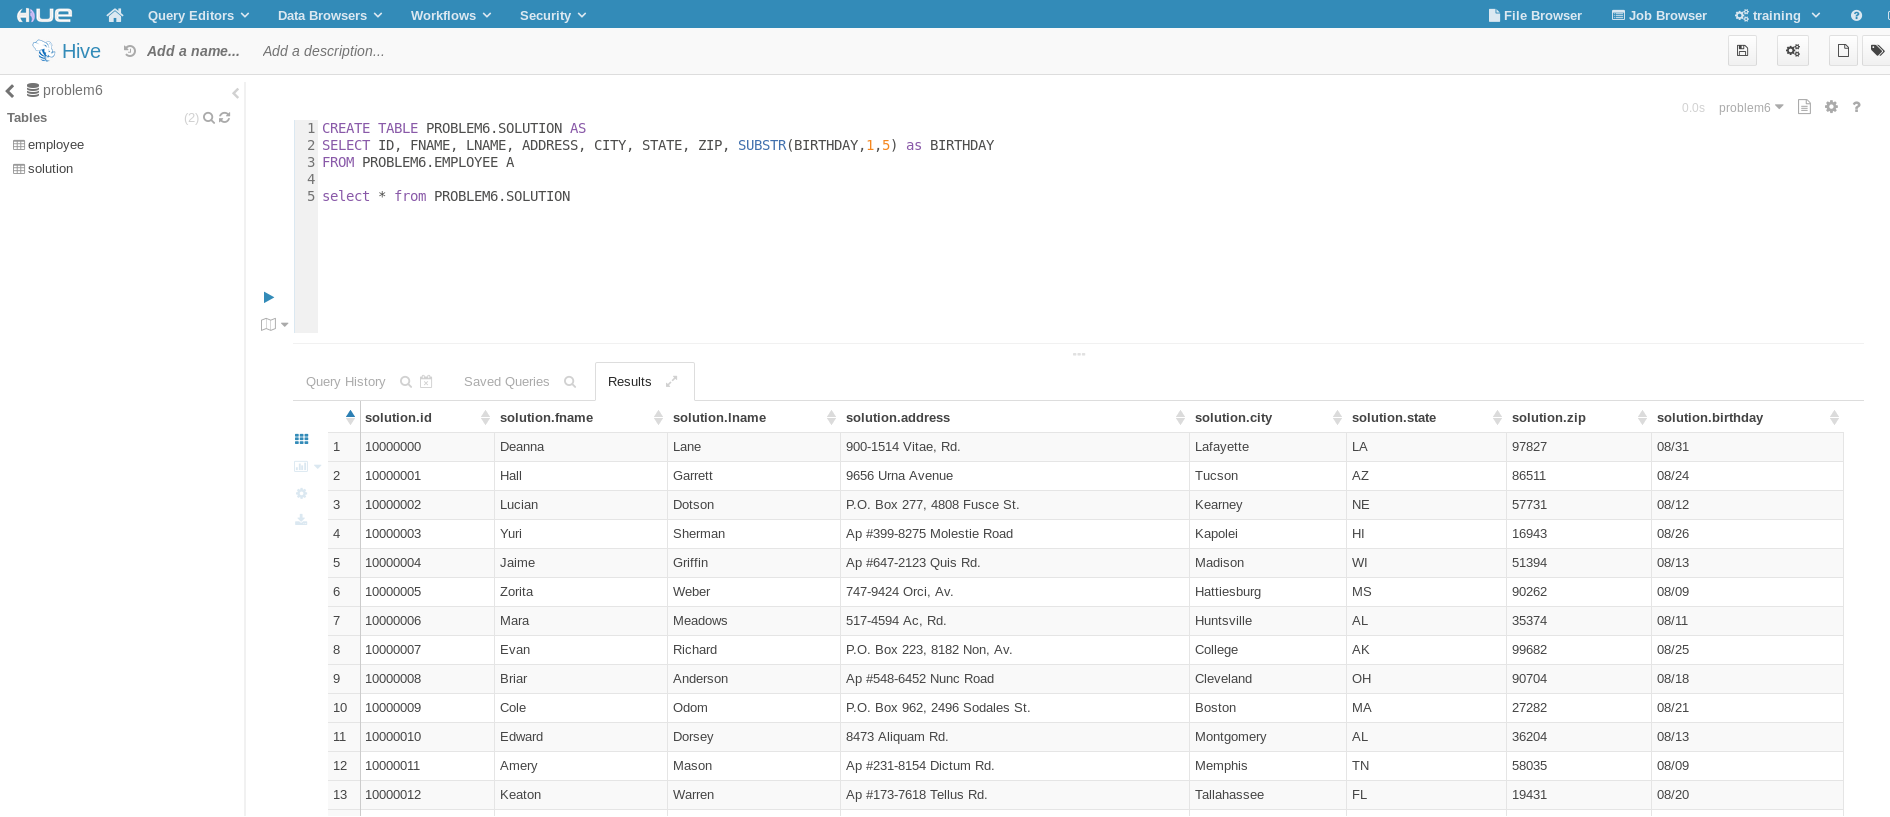 HUE Query Editors Data Browsers Workflows Security File Browser Job Browser training
Hive Add a name... Add a description...
problem6
Tables (2)
employee
solution
0.0s problem6
1 CREATE TABLE PROBLEM6.SOLUTION AS
2 SELECT ID, FNAME, LNAME, ADDRESS, CITY, STATE, ZIP, SUBSTR(BIRTHDAY,1,5) as BIRTHDAY
3 FROM PROBLEM6.EMPLOYEE A
4
5 select * from PROBLEM6.SOLUTION
Query History Saved Queries Results
solution.id solution.fname solution.lname solution.address solution.city solution.state solution.zip solution.birthday
1 10000000 Deanna Lane 900-1514 Vitae, Rd. Lafayette LA 97827 08/31
2 10000001 Hall Garrett 9656 Urna Avenue Tucson AZ 86511 08/24
3 10000002 Lucian Dotson P.O. Box 277, 4808 Fusce St. Kearney NE 57731 08/12
4 10000003 Yuri Sherman Ap #399-8275 Molestie Road Kapolei HI 16943 08/26
5 10000004 Jaime Griffin Ap #647-2123 Quis Rd. Madison WI 51394 08/13
6 10000005 Zorita Weber 747-9424 Orci, Av. Hattiesburg MS 90262 08/09
7 10000006 Mara Meadows 517-4594 Ac, Rd. Huntsville AL 35374 08/11
8 10000007 Evan Richard P.O. Box 223, 8182 Non, Av. College AK 99682 08/25
9 10000008 Briar Anderson Ap #548-6452 Nunc Road Cleveland OH 90704 08/18
10 10000009 Cole Odom P.O. Box 962, 2496 Sodales St. Boston MA 27282 08/21
11 10000010 Edward Dorsey 8473 Aliquam Rd. Montgomery AL 36204 08/13
12 10000011 Amery Mason Ap #231-8154 Dictum Rd. Memphis TN 58035 08/09
13 10000012 Keaton Warren Ap #173-7618 Tellus Rd. Tallahassee FL 19431 08/20